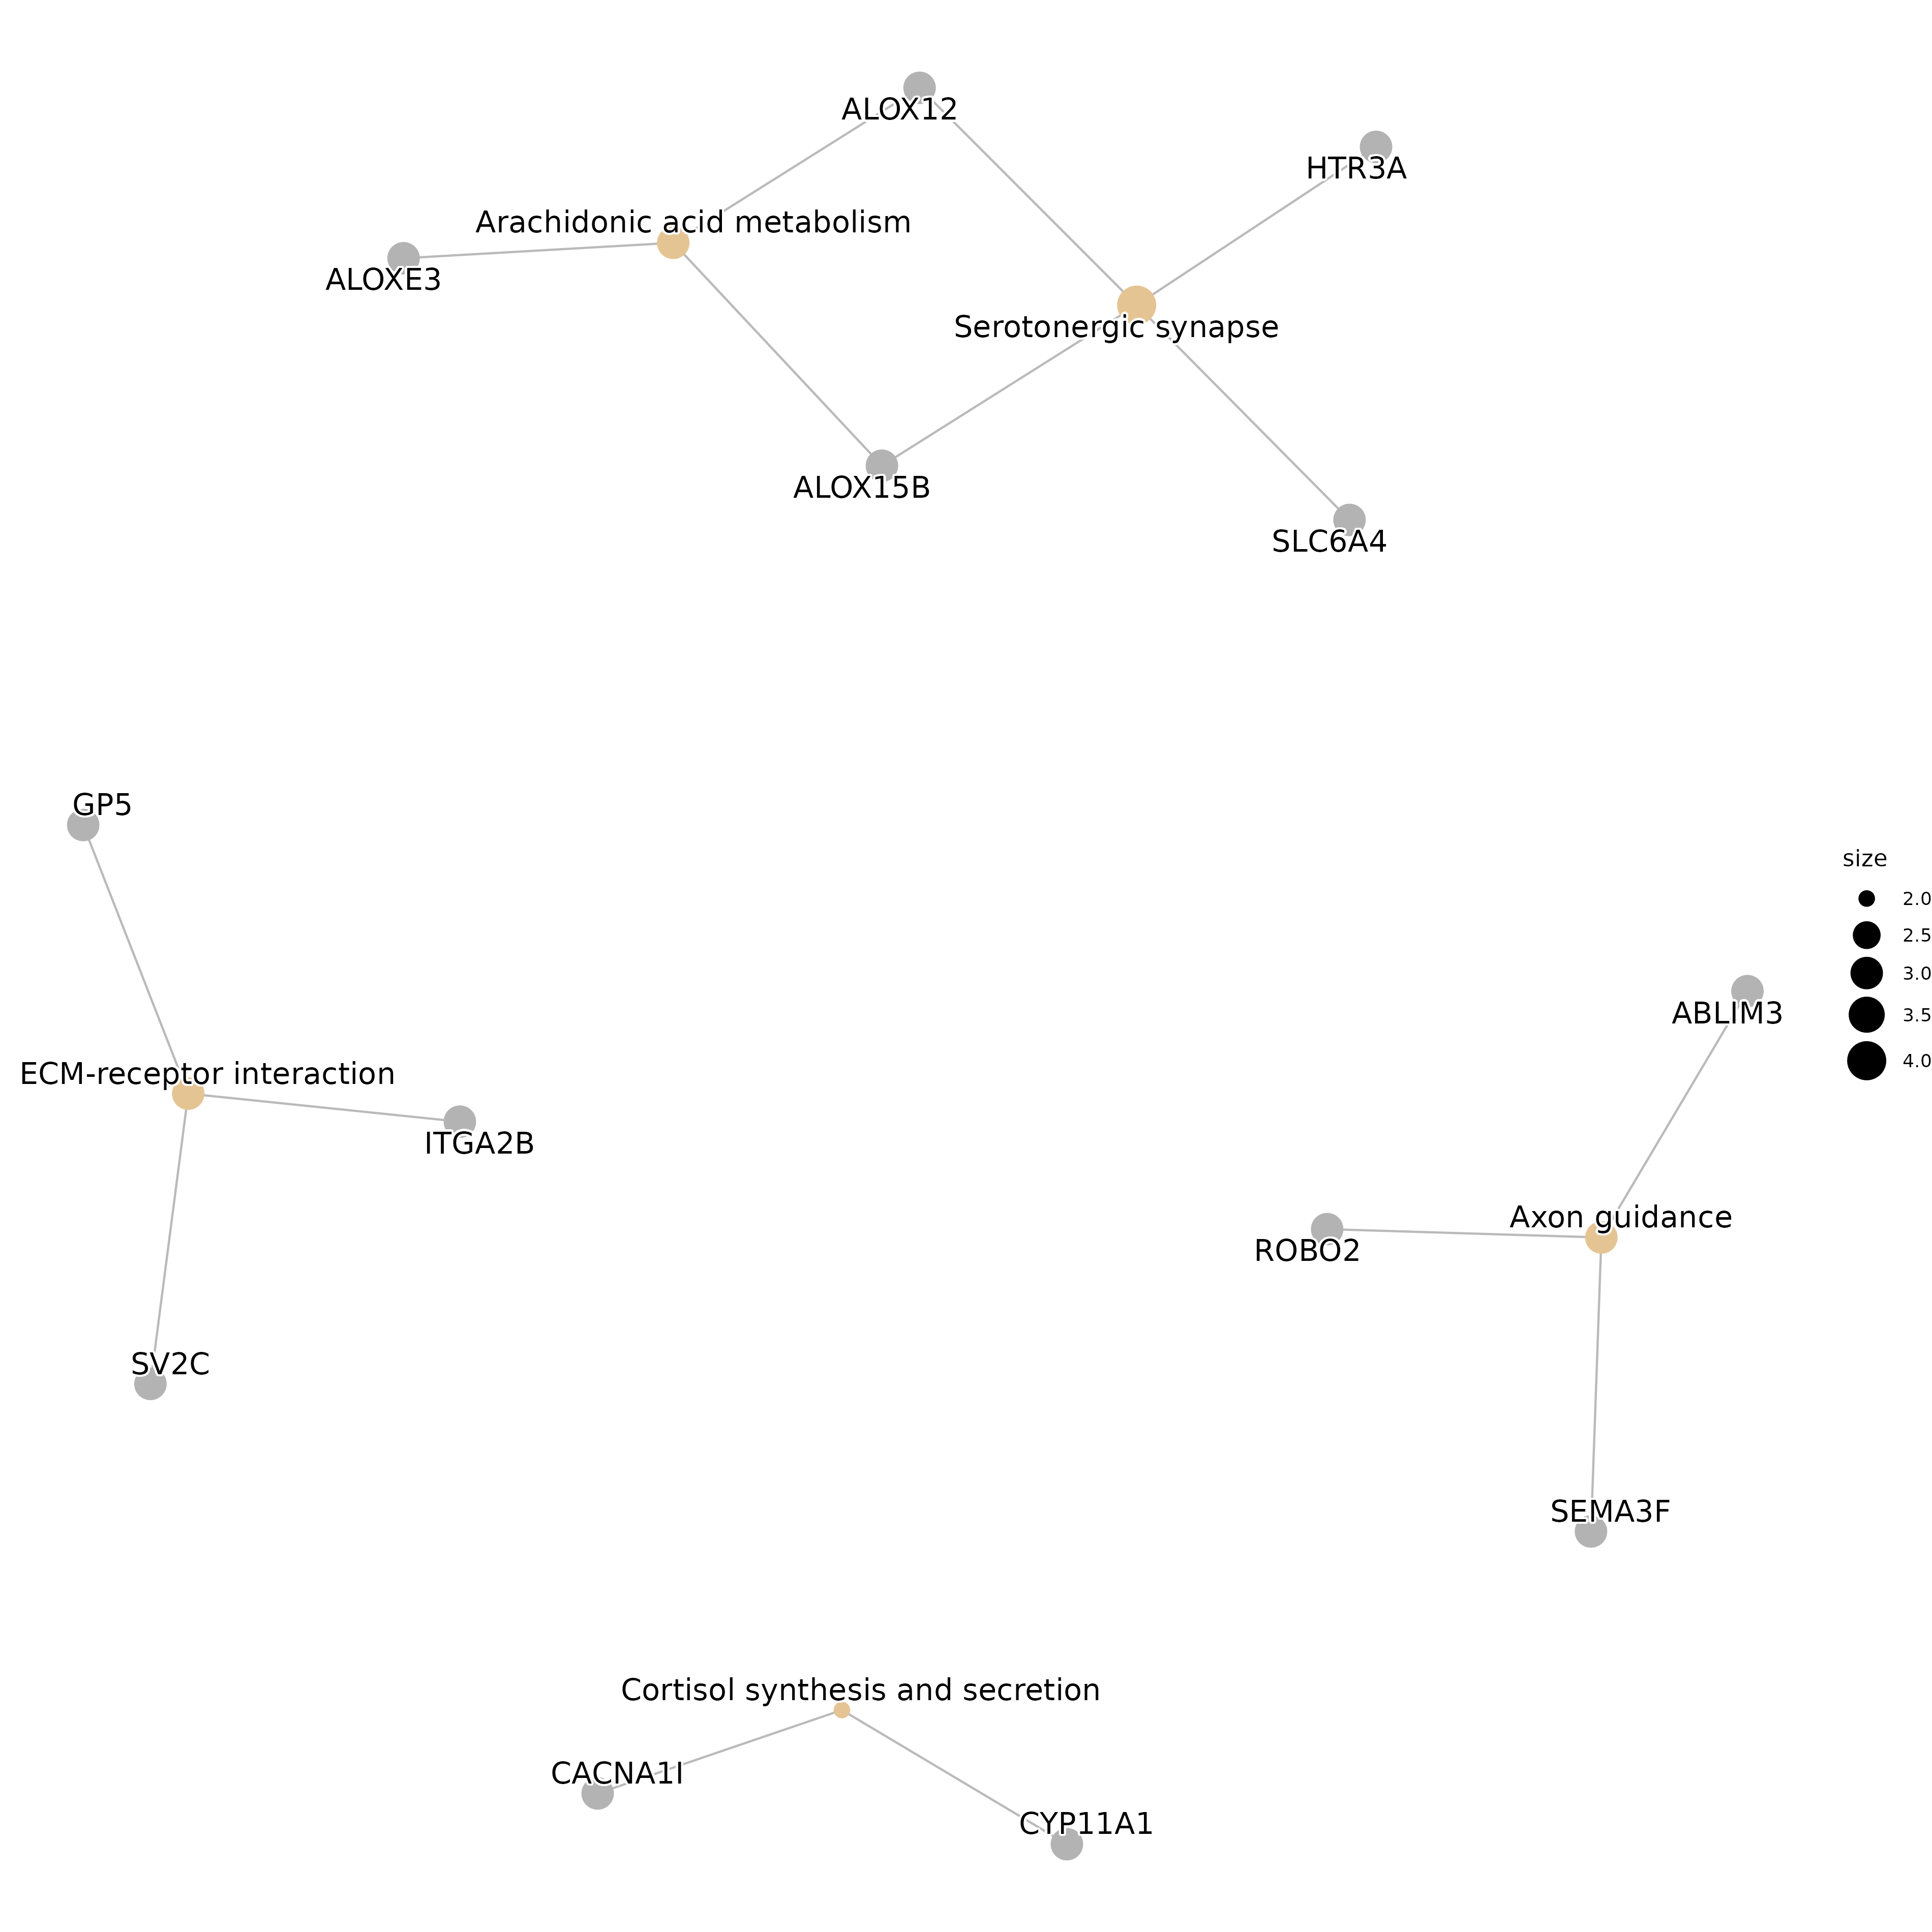 ALOX12
HTR3A
Arachidonic acid metabolism
ALOXE3
Serotonergic synapse
ALOX15B
SLC6A4
GP5
size
2.0
2.5
3.0
3.5
4.0
ABLIM3
ECM-receptor interaction
ITGA2B
Axon guidance
ROBO2
SV2C
SEMA3F
Cortisol synthesis and secretion
CACNA1I
CYP11A1